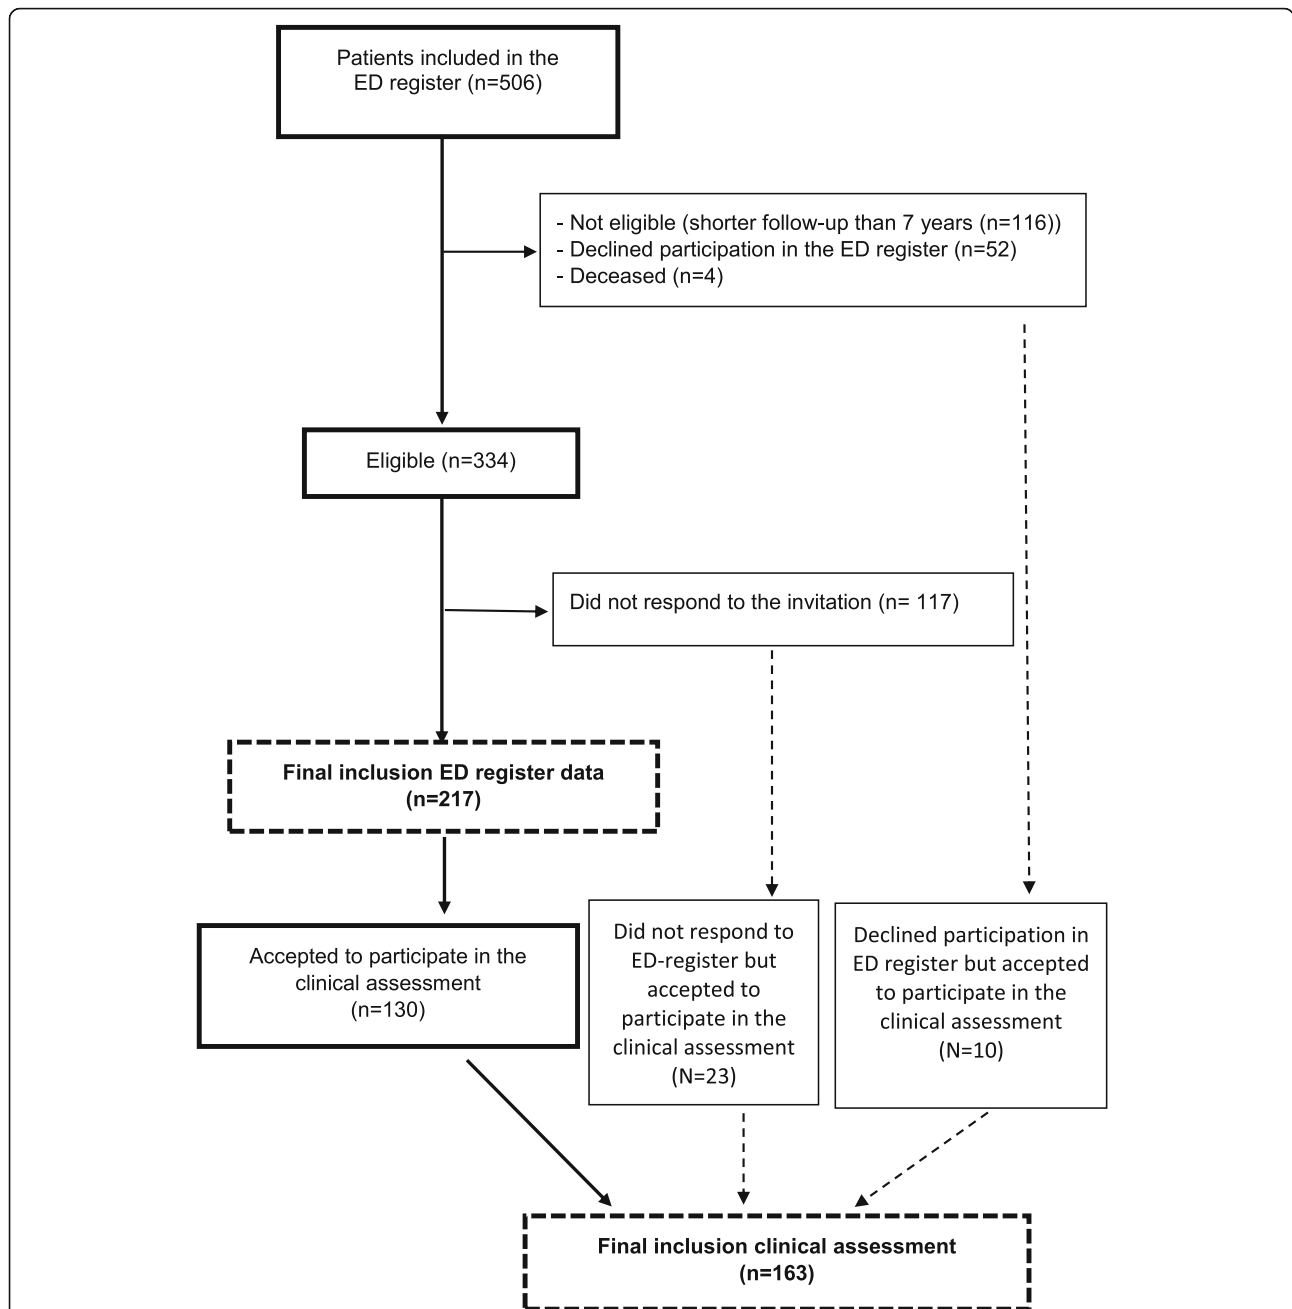 Patients included in the
ED register (n=506)
- Not eligible (shorter follow-up than 7 years (n=116))
- Declined participation in the ED register (n=52)
- Deceased (n=4)
Eligible (n=334)
Did not respond to the invitation (n= 117)
Final inclusion ED register data
(n=217)
Accepted to participate in the
clinical assessment
(n=130)
Did not respond to
ED-register but
accepted to
participate in the
clinical assessment
(N=23)
Declined participation in
ED register but accepted
to participate in the
clinical assessment
(N=10)
Final inclusion clinical assessment
(n=163)